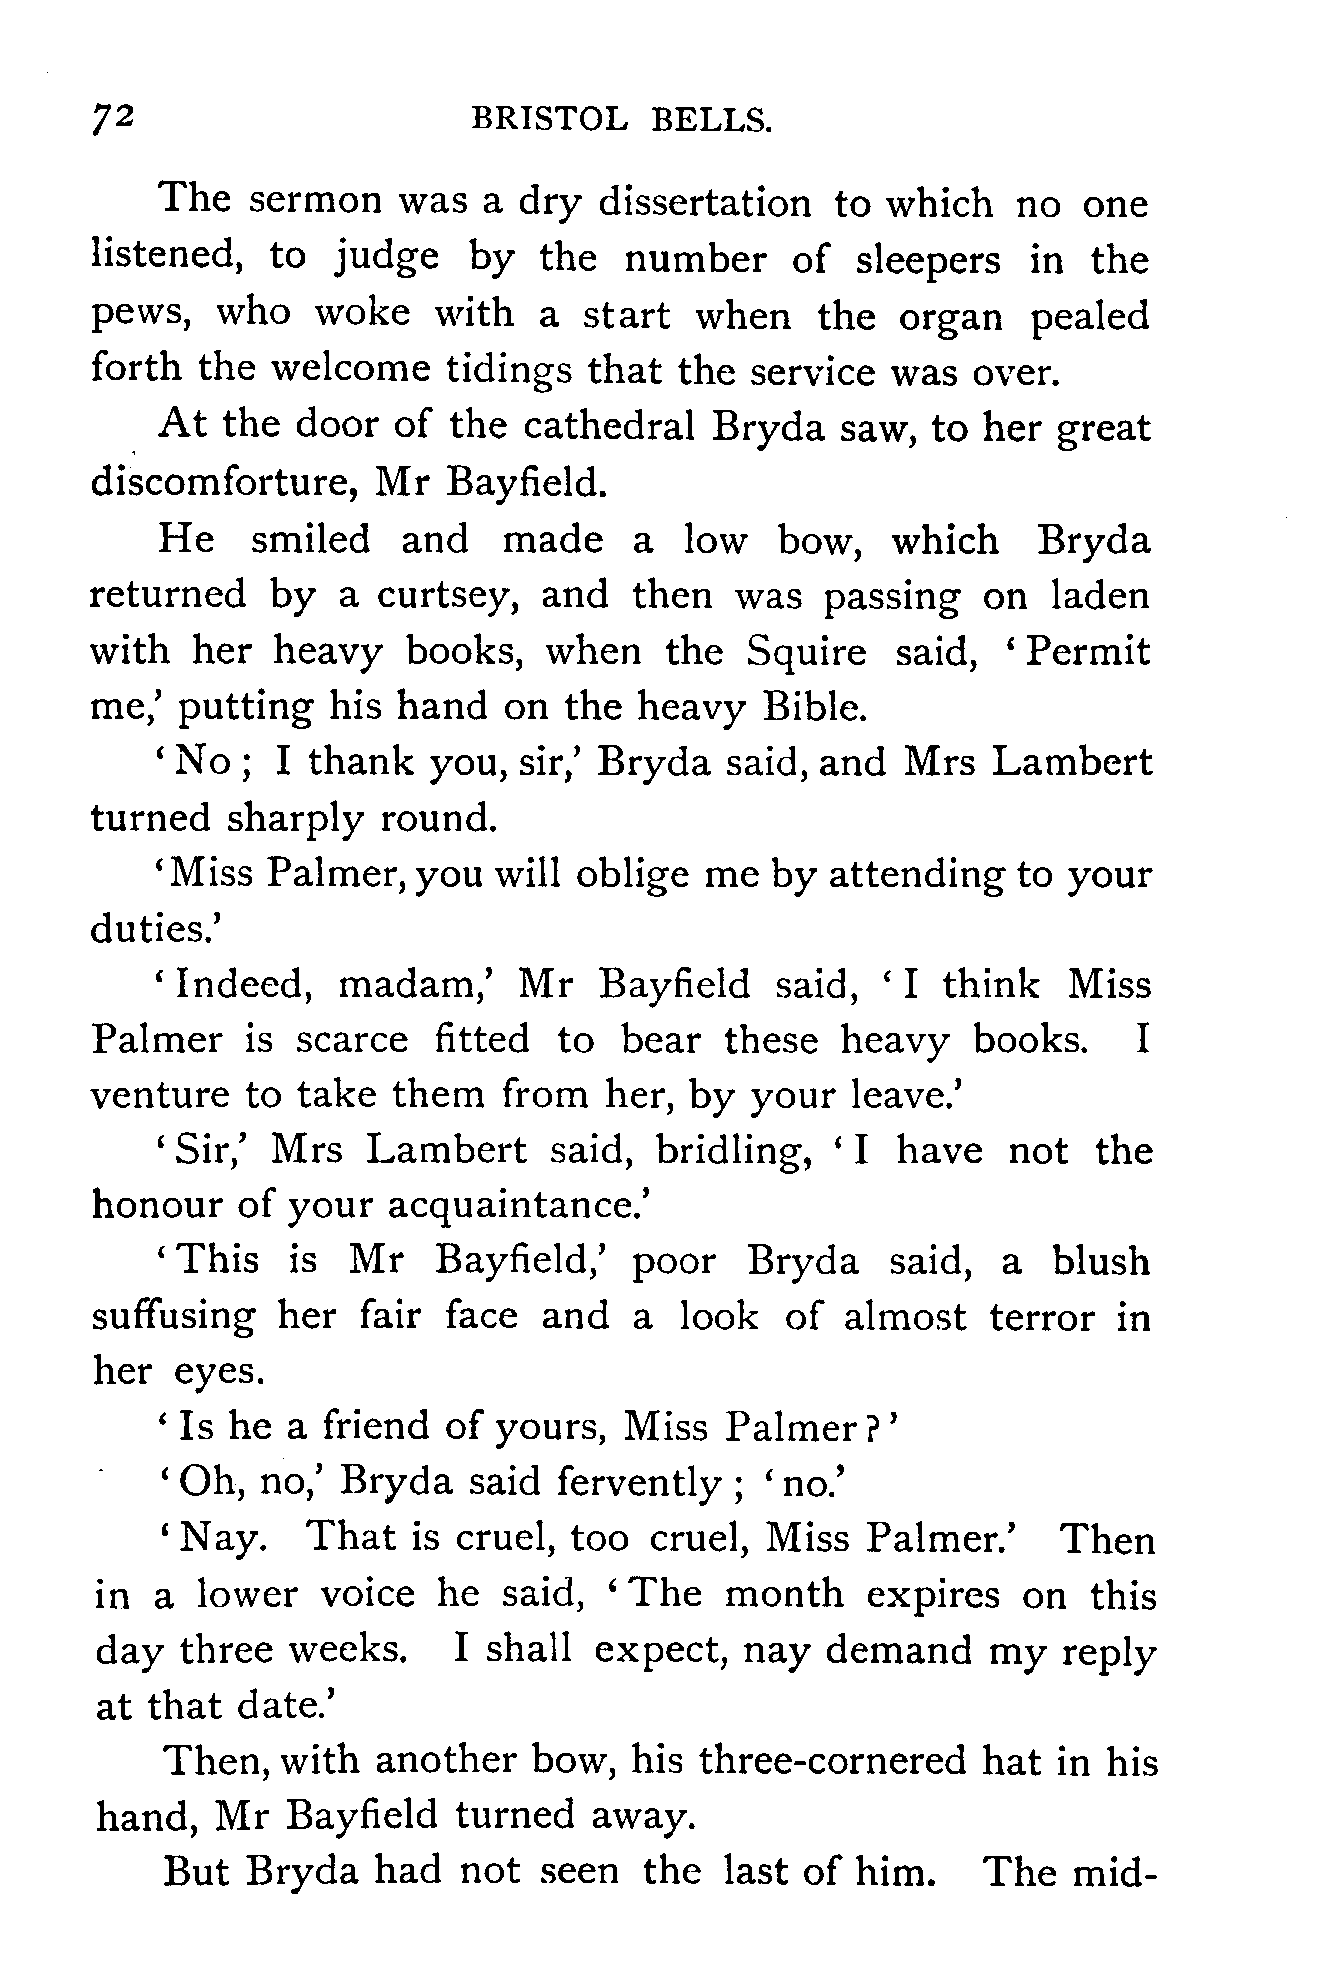 72 BRISTOL BELLS.
The sermon was a dry dissertation to which no one
listened, to judge by the number of sleepers in the
pews, who woke with a start when the organ pealed
forth the welcome tidings that the service was over.
At the door of the cathedral Bryda saw, to her great
discomforture, Mr Bayfield.
He smiled and made a low bow, which Bryda
returned by a curtsey, and then was passing on laden
with her heavy books, when the Squire said, ‘Permit
me,’ putting his hand on the heavy Bible.
‘No; I thank you, sir,’ Bryda said, and Mrs Lambert
turned sharply round.
‘Miss Palmer, you will oblige me by attending to your
duties.’
‘Indeed, madam,’ Mr Bayfield said, ‘I think Miss
Palmer is scarce fitted to bear these heavy books. I
venture to take them from her, by your leave.’
‘Sir,’ Mrs Lambert said, bridling, ‘I have not the
honour of your acquaintance.’
‘This is Mr Bayfield,’ poor Bryda said, a blush
suffusing her fair face and a look of almost terror in
her eyes.
‘Is he a friend of yours, Miss Palmer?’
‘Oh, no,’ Bryda said fervently; ‘no.’
‘Nay. That is cruel, too cruel, Miss Palmer.’ Then
in a lower voice he said, ‘The month expires on this
day three weeks. I shall expect, nay demand my reply
at that date.’
Then, with another bow, his three-cornered hat in his
hand, Mr Bayfield turned away.
But Bryda had not seen the last of him. The mid-